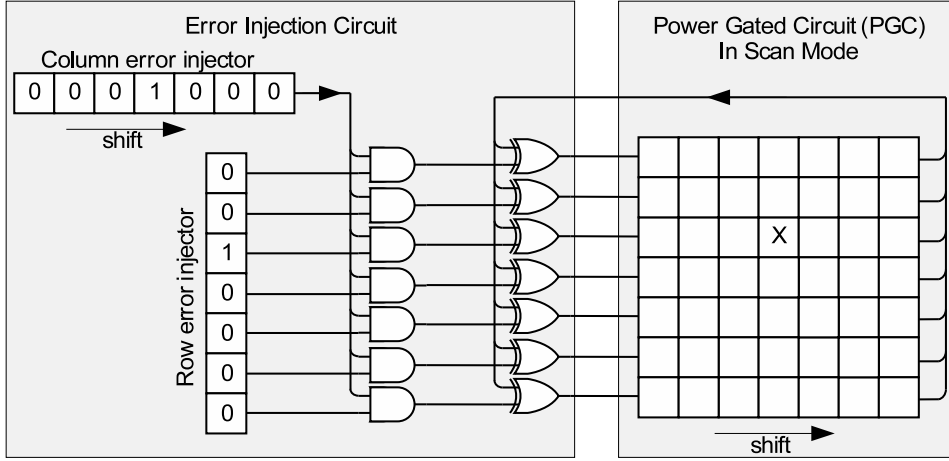 Error Injection Circuit
Power Gated Circuit (PGC)
In Scan Mode
Column error injector
0 0 0 1 0 0 0
shift
Row error injector
0
0
1
0
0
0
0
X
shift